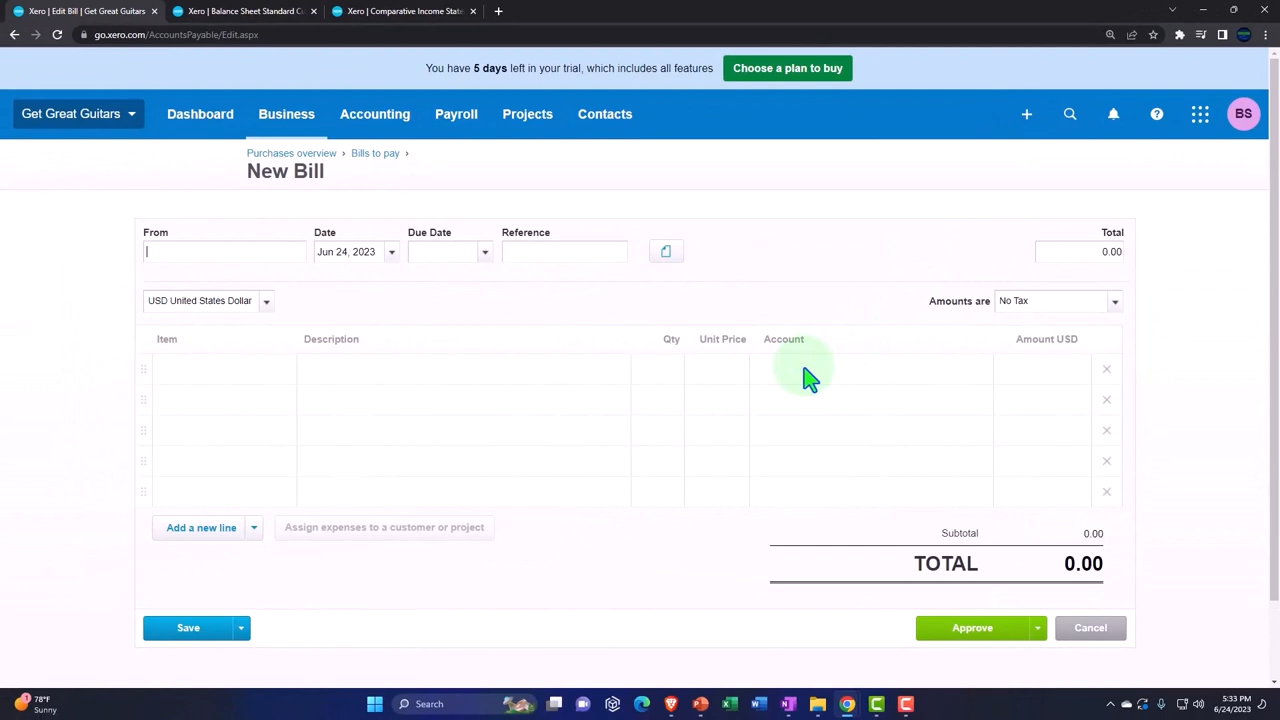 Xero | Edit Bill | Get Great Guitars
Xero | Balance Sheet Standard Cu
Xero | Comparative Income State
go.xero.com/AccountsPayable/Edit.aspx
You have 5 days left in your trial, which includes all features
Choose a plan to buy
Get Great Guitars
Dashboard
Business
Accounting
Payroll
Projects
Contacts
BS
Purchases overview › Bills to pay ›
New Bill
From
Date
Due Date
Reference
Total
Jun 24, 2023
0.00
USD United States Dollar
Amounts are
No Tax
Item
Description
Qty
Unit Price
Account
Amount USD
Add a new line
Assign expenses to a customer or project
Subtotal
0.00
TOTAL
0.00
Save
Approve
Cancel
1
78°F
Sunny
Search
5:33 PM
6/24/2023